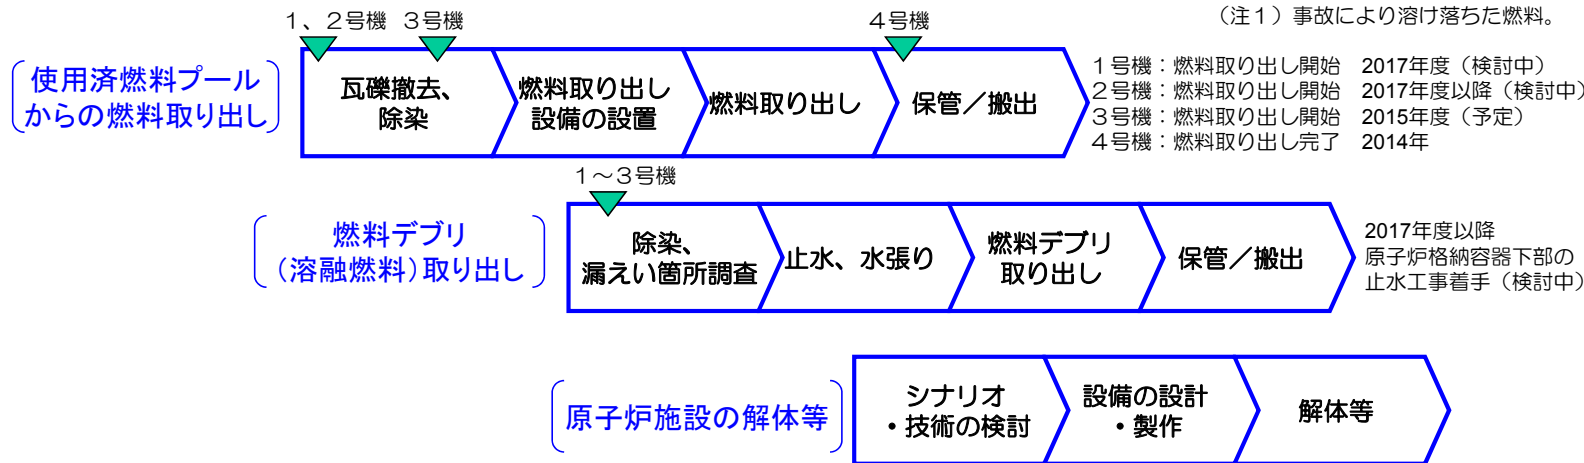 １、２号機
３号機
４号機
（注１）事故により溶け落ちた燃料。
使用済燃料プール
からの燃料取り出し
瓦礫撤去、
除染
燃料取り出し
設備の設置
燃料取り出し
保管／搬出
１号機：燃料取り出し開始　2017年度（検討中）
２号機：燃料取り出し開始　2017年度以降（検討中）
３号機：燃料取り出し開始　2015年度（予定）
４号機：燃料取り出し完了　2014年
１～３号機
燃料デブリ
（溶融燃料）取り出し
除染、
漏えい箇所調査
止水、水張り
燃料デブリ
取り出し
保管／搬出
2017年度以降
原子炉格納容器下部の
止水工事着手（検討中）
原子炉施設の解体等
シナリオ
・技術の検討
設備の設計
・製作
解体等